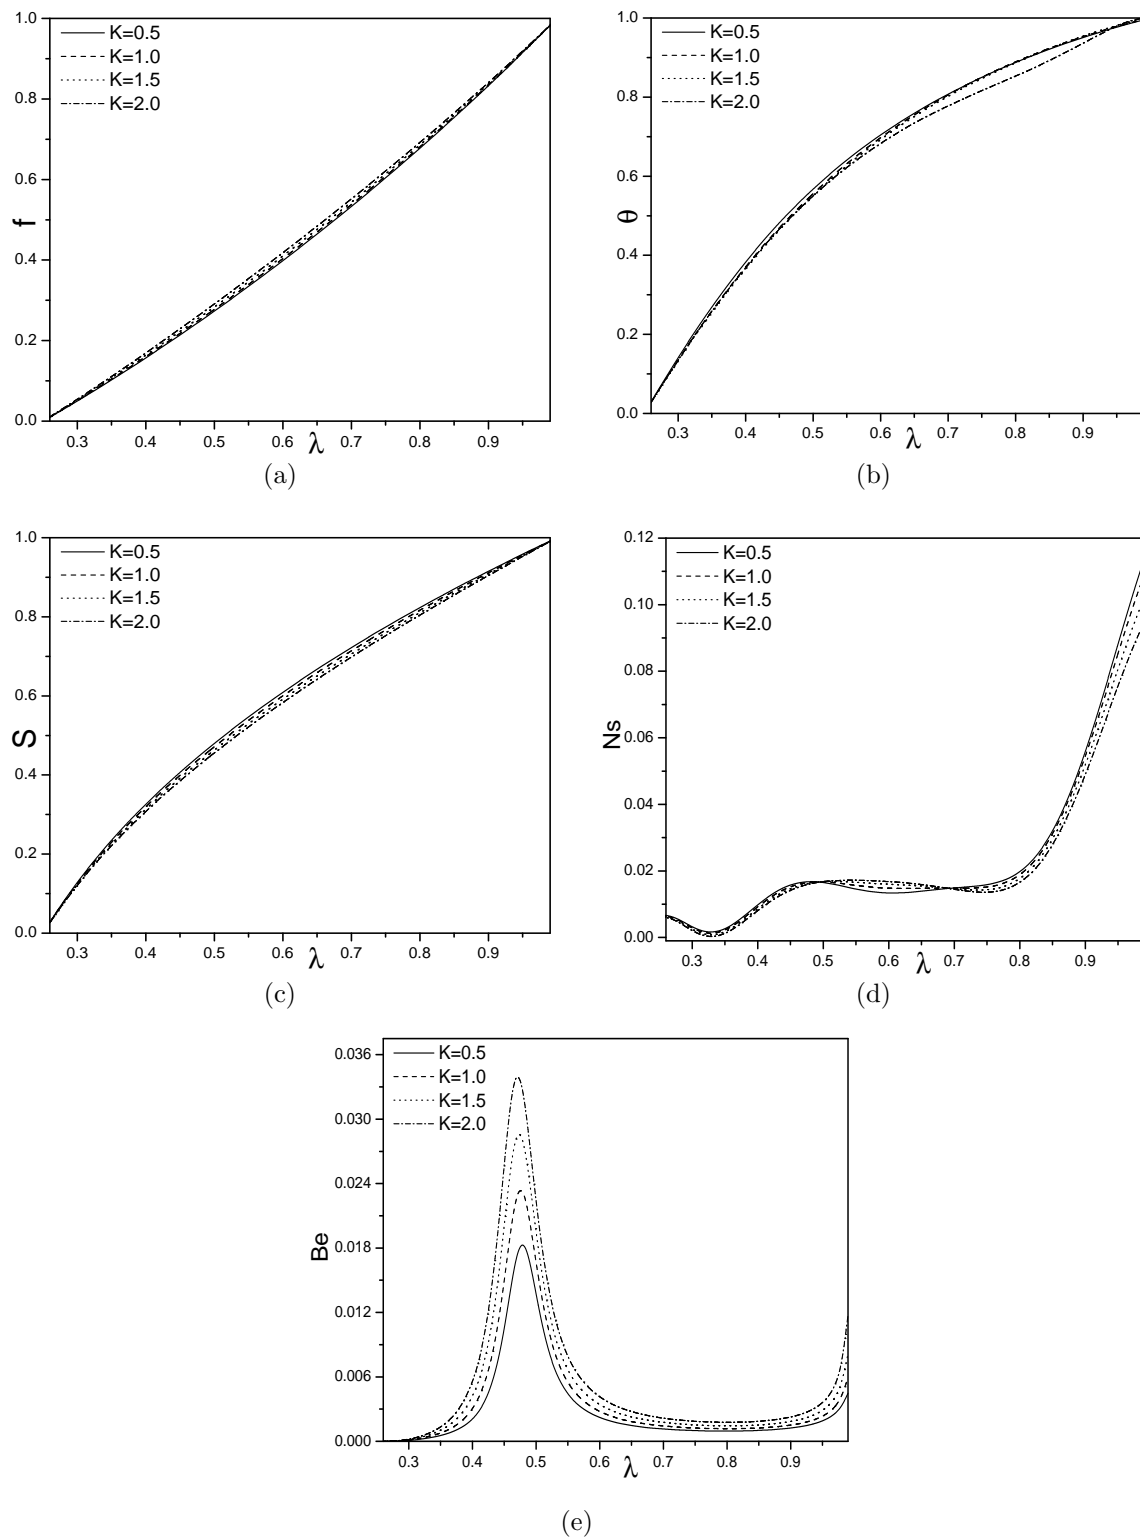 1.0
0.8
0.6
0.4
0.2
0.0
f
K=0.5
K=1.0
K=1.5
K=2.0
0.3 0.4 0.5 0.6 0.7 0.8 0.9
λ
(a)
1.0
0.8
0.6
0.4
0.2
0.0
θ
K=0.5
K=1.0
K=1.5
K=2.0
0.3 0.4 0.5 0.6 0.7 0.8 0.9
λ
(b)
1.0
0.8
0.6
0.4
0.2
0.0
S
K=0.5
K=1.0
K=1.5
K=2.0
0.3 0.4 0.5 0.6 0.7 0.8 0.9
λ
(c)
0.12
0.10
0.08
0.06
0.04
0.02
0.00
Ns
K=0.5
K=1.0
K=1.5
K=2.0
0.3 0.4 0.5 0.6 0.7 0.8 0.9
λ
(d)
0.036
0.030
0.024
0.018
0.012
0.006
0.000
Be
K=0.5
K=1.0
K=1.5
K=2.0
0.3 0.4 0.5 0.6 0.7 0.8 0.9
λ
(e)